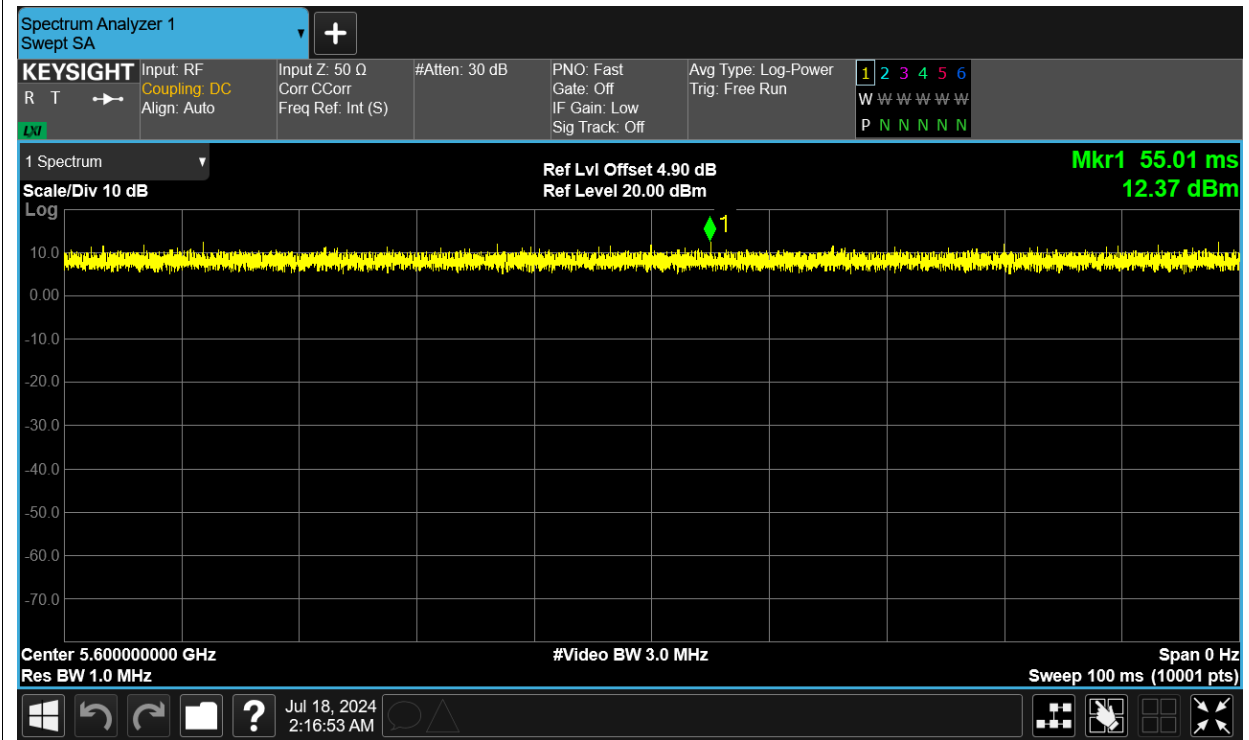 Spectrum Analyzer 1
Swept SA
▼
+
KEYSIGHT
R T
LXI
Input: RF
Coupling: DC
Align: Auto
Input Z: 50 Ω
Corr CCorr
Freq Ref: Int (S)
#Atten: 30 dB
PNO: Fast
Gate: Off
IF Gain: Low
Sig Track: Off
Avg Type: Log-Power
Trig: Free Run
1 2 3 4 5 6
W W W W W W
P N N N N N
1 Spectrum ▼
Scale/Div 10 dB
Ref Lvl Offset 4.90 dB
Ref Level 20.00 dBm
Mkr1 55.01 ms
12.37 dBm
Log
1
10.0
0.00
-10.0
-20.0
-30.0
-40.0
-50.0
-60.0
-70.0
Center 5.600000000 GHz
Res BW 1.0 MHz
#Video BW 3.0 MHz
Span 0 Hz
Sweep 100 ms (10001 pts)
?
Jul 18, 2024
2:16:53 AM